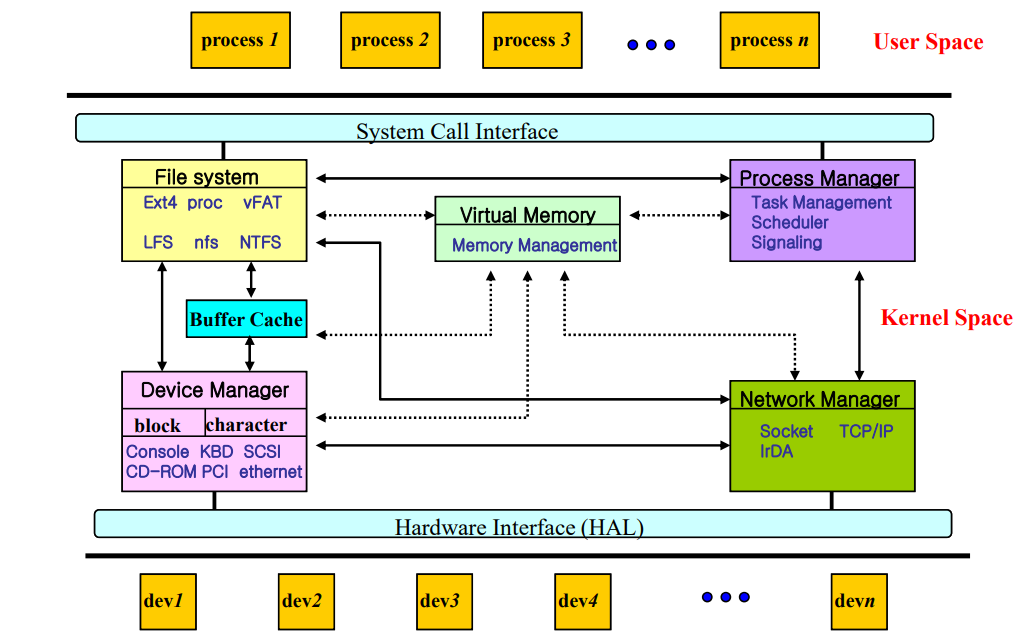 process 1
process 2
process 3
process n
User Space
System Call Interface
File system
Ext4 proc vFAT
LFS nfs NTFS
Virtual Memory
Memory Management
Process Manager
Task Management
Scheduler
Signaling
Buffer Cache
Kernel Space
Device Manager
block character
Console KBD SCSI
CD-ROM PCI ethernet
Network Manager
Socket TCP/IP
IrDA
Hardware Interface (HAL)
dev1
dev2
dev3
dev4
devn